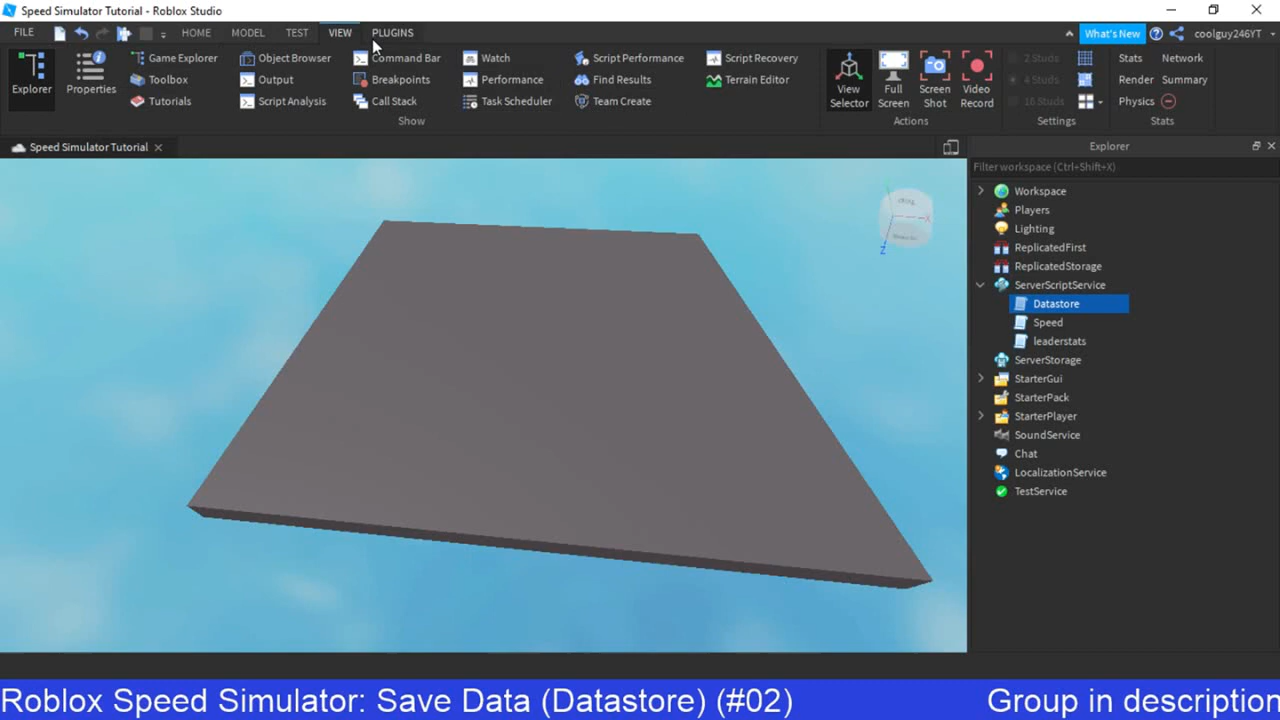 Speed Simulator Tutorial - Roblox Studio
FILE HOME MODEL TEST VIEW PLUGINS What's New coolguy246YT
Game Explorer Object Browser Command Bar Watch Script Performance Script Recovery 2 Studs Stats Network
Toolbox Output Breakpoints Performance Find Results Terrain Editor 4 Studs Render Summary
Explorer Properties Tutorials Script Analysis Call Stack Task Scheduler Team Create View Selector Full Screen Screen Shot Video Record 16 Studs Physics
Show Actions Settings Stats
Speed Simulator Tutorial Explorer
Filter workspace (Ctrl+Shift+X)
Workspace
Players
Lighting
ReplicatedFirst
ReplicatedStorage
ServerScriptService
Datastore
Speed
leaderstats
ServerStorage
StarterGui
StarterPack
StarterPlayer
SoundService
Chat
LocalizationService
TestService
X
Z
Roblox Speed Simulator: Save Data (Datastore) (#02) Group in description